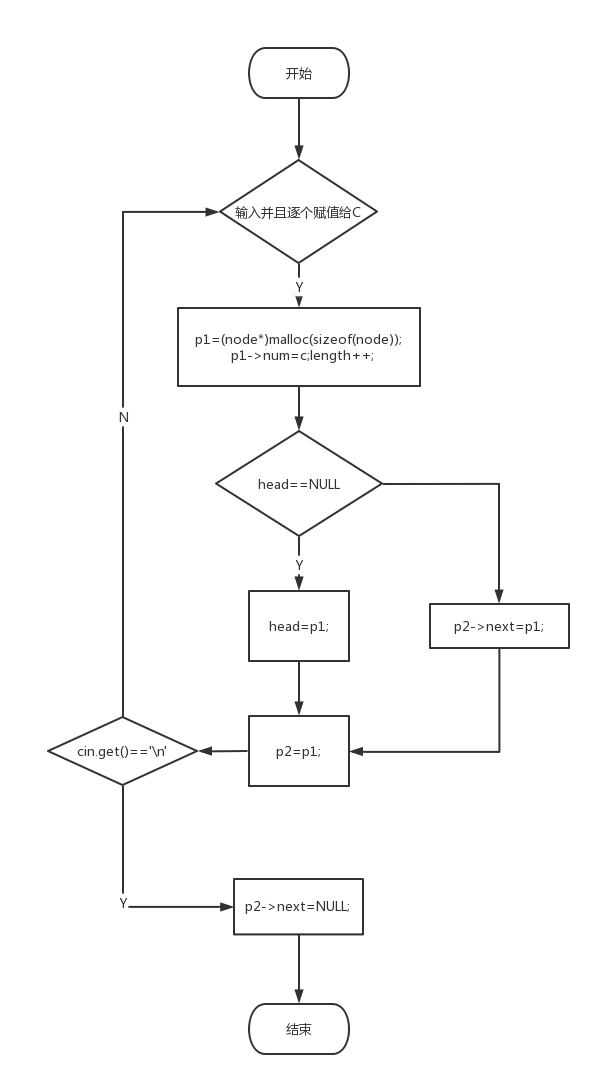 开始
输入并且逐个赋值给C
Y
p1=(node*)malloc(sizeof(node));
p1->num=c;length++;
N
head==NULL
Y
head=p1;
p2->next=p1;
cin.get()=='\n'
p2=p1;
Y
p2->next=NULL;
结束